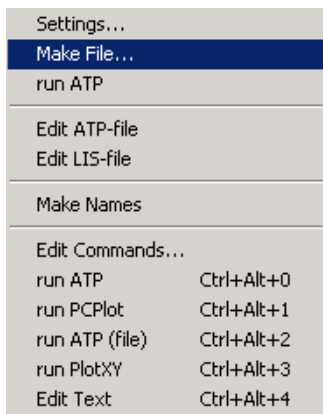 Settings...
Make File...
run ATP
Edit ATP-file
Edit LIS-file
Make Names
Edit Commands...
run ATP Ctrl+Alt+0
run PCPlot Ctrl+Alt+1
run ATP (file) Ctrl+Alt+2
run PlotXY Ctrl+Alt+3
Edit Text Ctrl+Alt+4